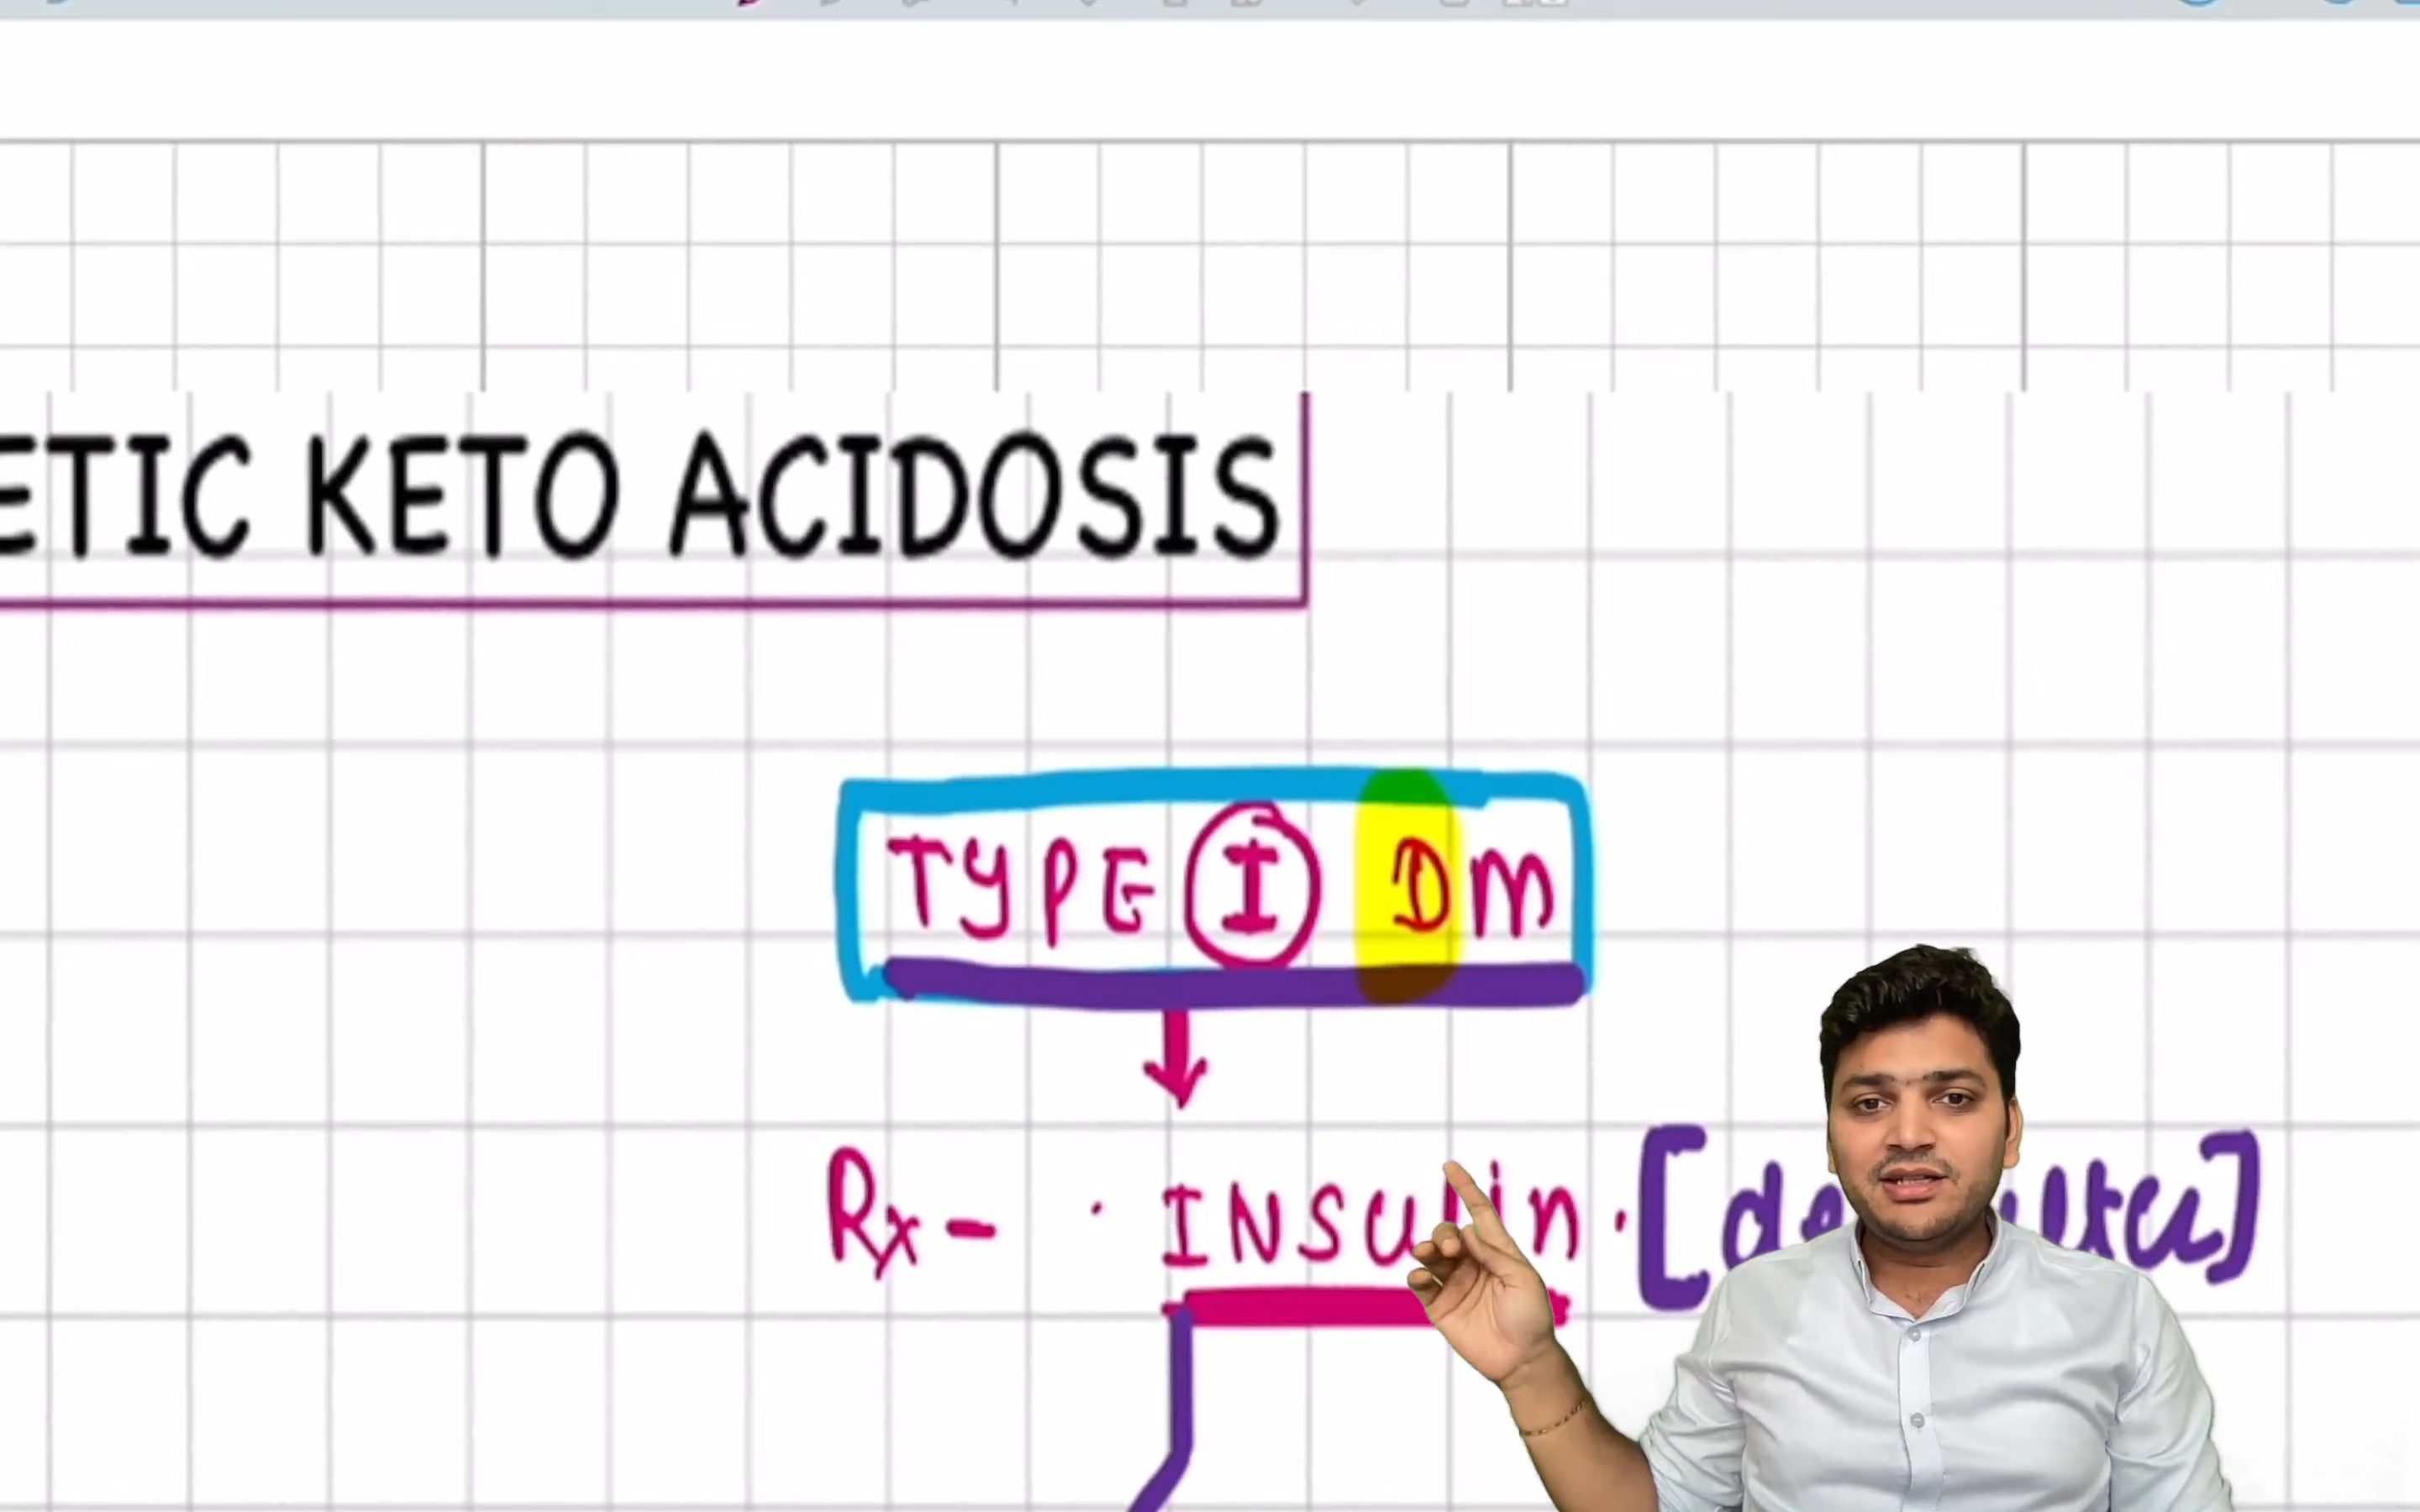 ETIC KETO ACIDOSIS
TYPE I DM
Rx - INSULIN